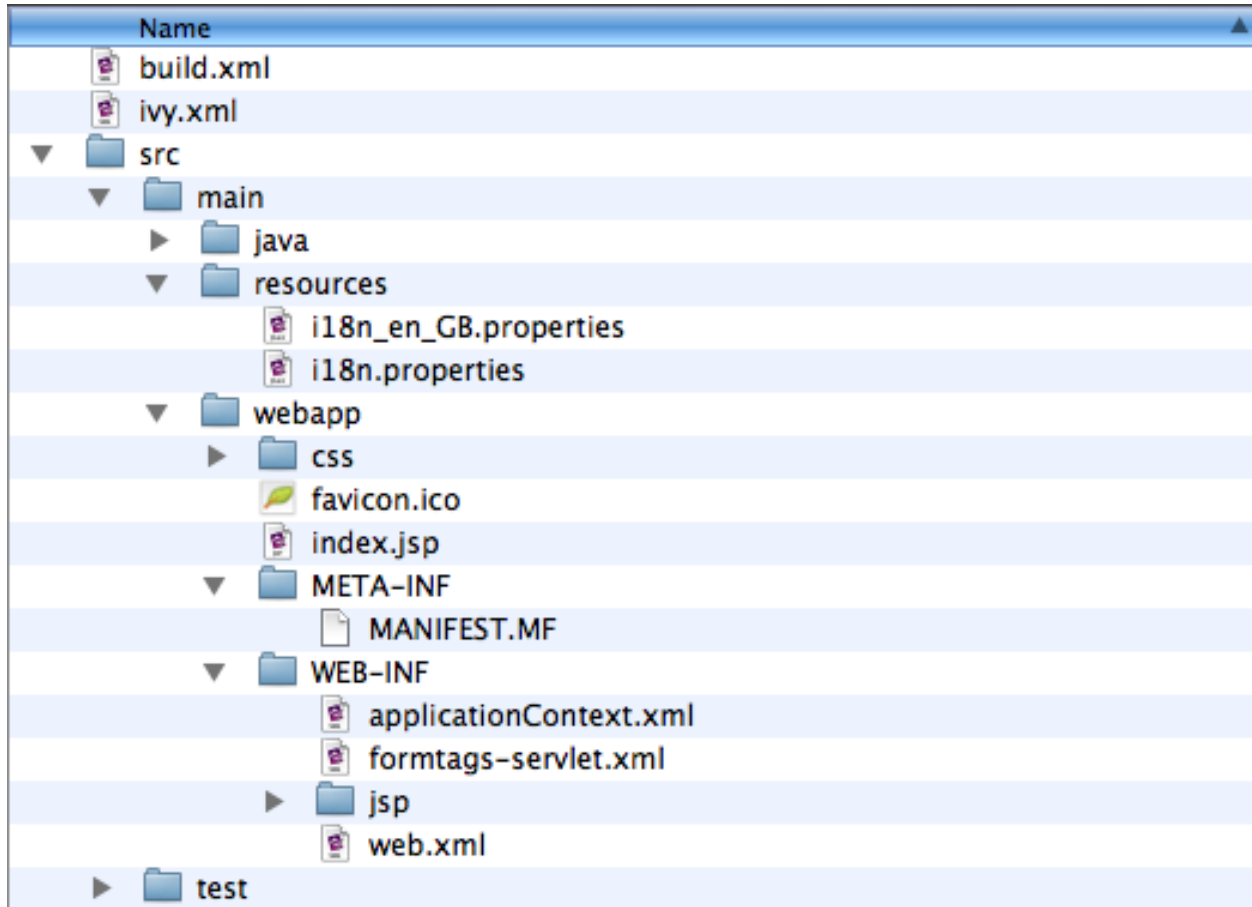 Name
build.xml
ivy.xml
src
main
java
resources
i18n_en_GB.properties
i18n.properties
webapp
css
favicon.ico
index.jsp
META-INF
MANIFEST.MF
WEB-INF
applicationContext.xml
formtags-servlet.xml
jsp
web.xml
test